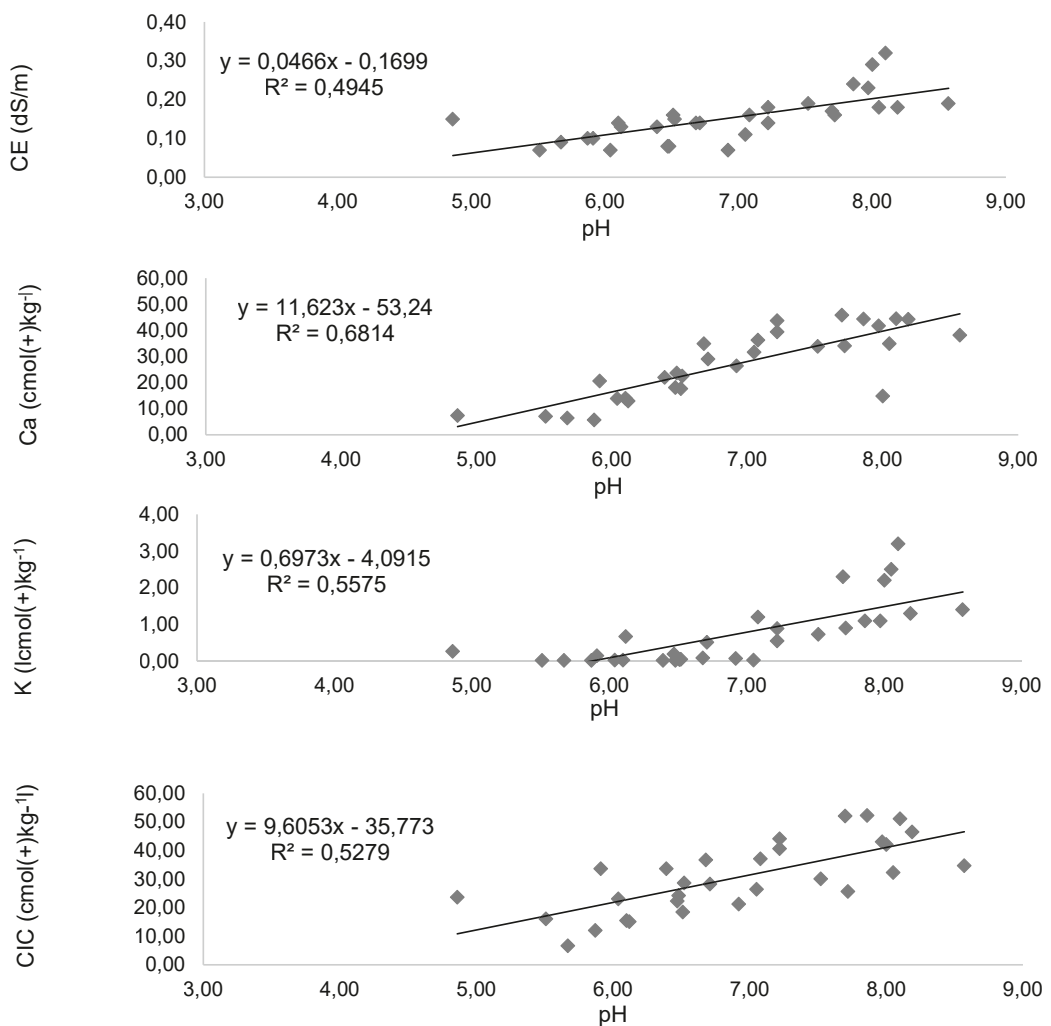 0,40
0,30
0,20
0,10
0,00
CE (dS/m)
y = 0,0466x - 0,1699
R² = 0,4945
3,00 4,00 5,00 6,00 7,00 8,00 9,00
pH
60,00
50,00
40,00
30,00
20,00
10,00
0,00
Ca (cmol(+)kg-l)
y = 11,623x - 53,24
R² = 0,6814
3,00 4,00 5,00 6,00 7,00 8,00 9,00
pH
4,00
3,00
2,00
1,00
0,00
K (lcmol(+)kg-1)
y = 0,6973x - 4,0915
R² = 0,5575
3,00 4,00 5,00 6,00 7,00 8,00 9,00
pH
60,00
50,00
40,00
30,00
20,00
10,00
0,00
CIC (cmol(+)kg-1l)
y = 9,6053x - 35,773
R² = 0,5279
3,00 4,00 5,00 6,00 7,00 8,00 9,00
pH